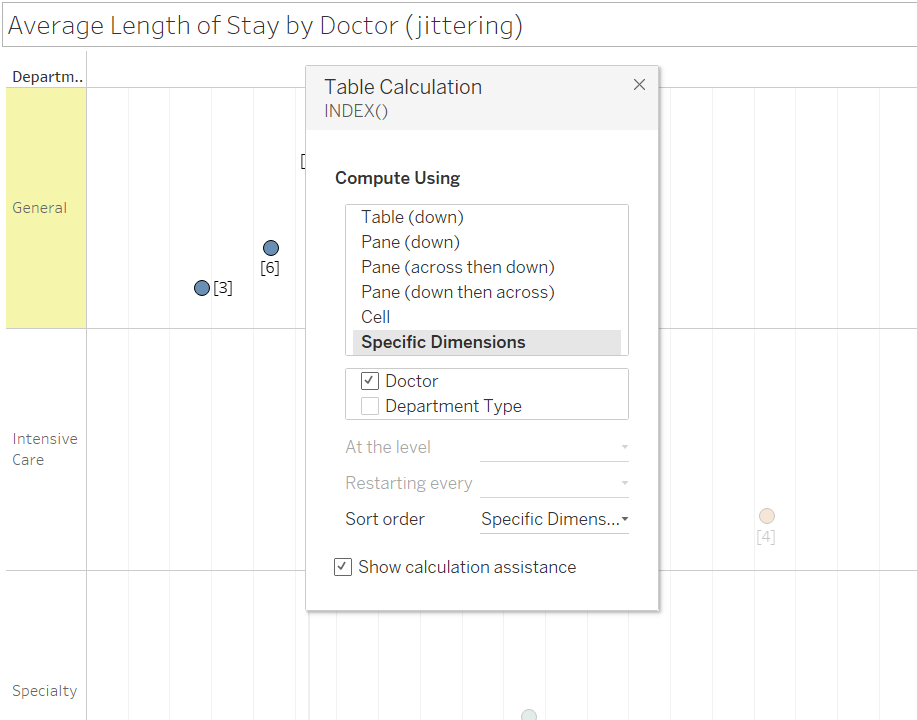 Average Length of Stay by Doctor (jittering)
Departm..
General
[
[6]
[3]
Intensive
Care
[4]
Specialty
Table Calculation
INDEX()
Compute Using
Table (down)
Pane (down)
Pane (across then down)
Pane (down then across)
Cell
Specific Dimensions
Doctor
Department Type
At the level
Restarting every
Sort order Specific Dimens...
Show calculation assistance